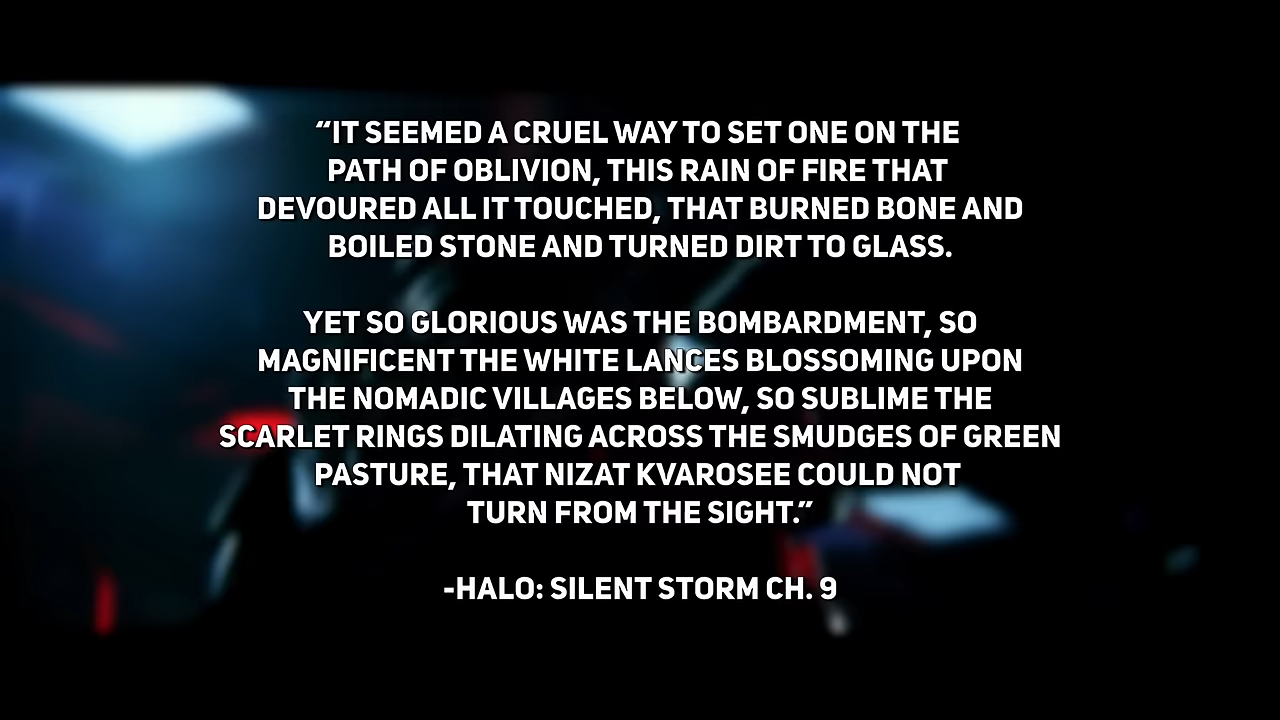 “IT SEEMED A CRUEL WAY TO SET ONE ON THE
PATH OF OBLIVION, THIS RAIN OF FIRE THAT
DEVOURED ALL IT TOUCHED, THAT BURNED BONE AND
BOILED STONE AND TURNED DIRT TO GLASS.
YET SO GLORIOUS WAS THE BOMBARDMENT, SO
MAGNIFICENT THE WHITE LANCES BLOSSOMING UPON
THE NOMADIC VILLAGES BELOW, SO SUBLIME THE
SCARLET RINGS DILATING ACROSS THE SMUDGES OF GREEN
PASTURE, THAT NIZAT KVAROSEE COULD NOT
TURN FROM THE SIGHT.”
-HALO: SILENT STORM CH. 9